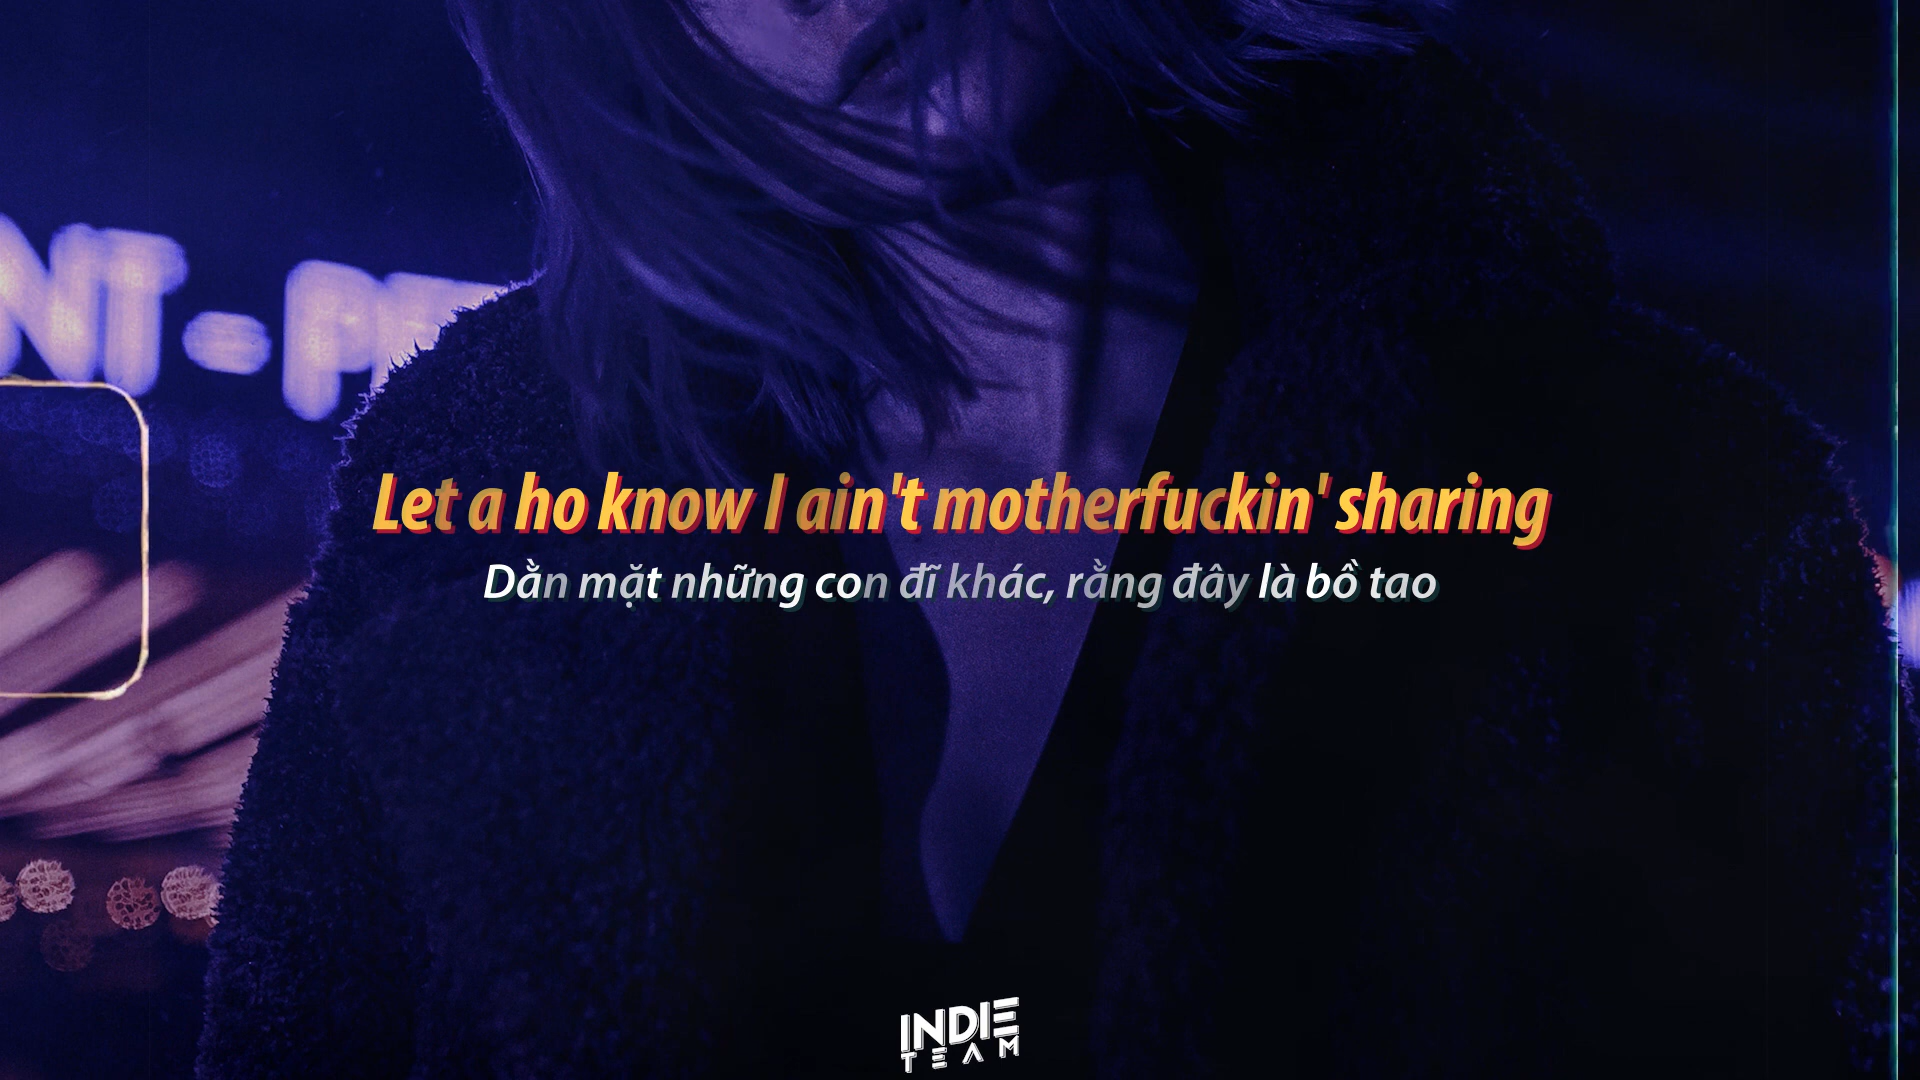 NT - P
Let a ho know I ain't motherfuckin' sharing
Dằn mặt những con đĩ khác, rằng đây là bồ tao
INDIE
TEAM